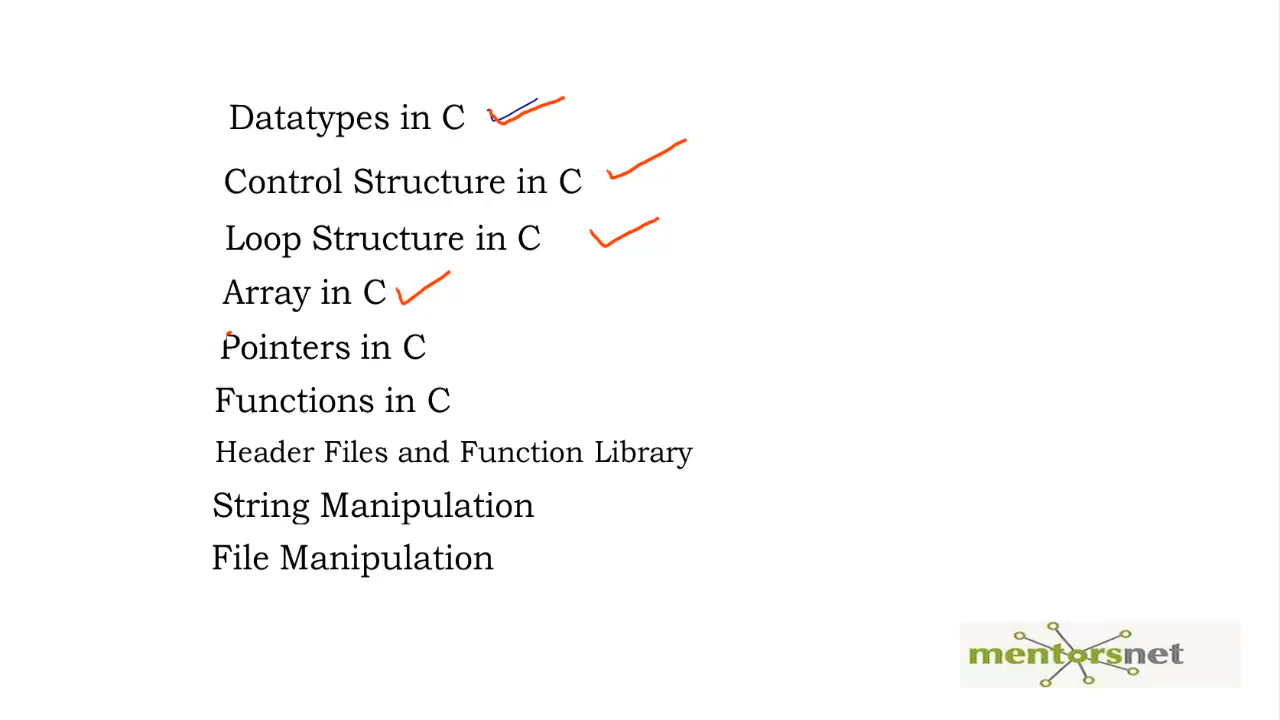 Datatypes in C
Control Structure in C
Loop Structure in C
Array in C
Pointers in C
Functions in C
Header Files and Function Library
String Manipulation
File Manipulation
mentorsnet